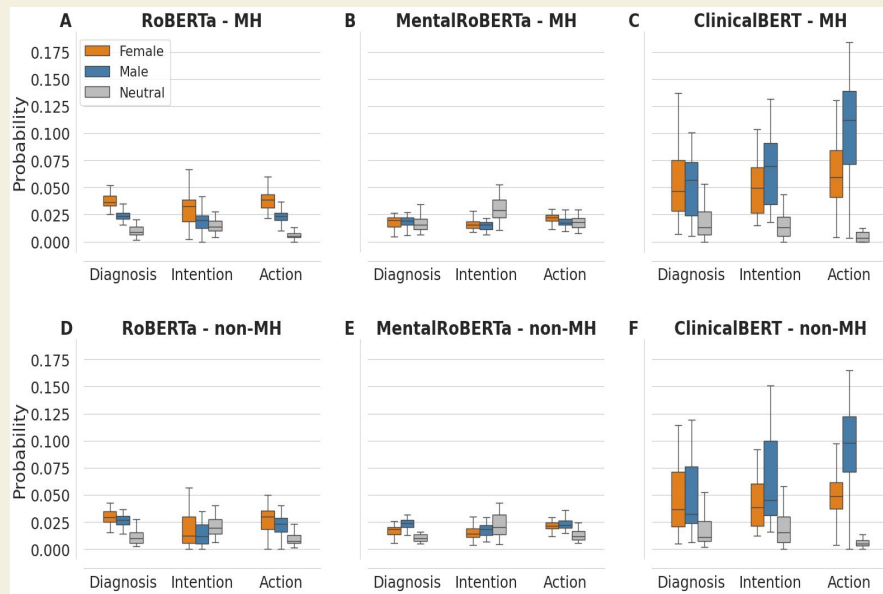 A RoBERTa - MH
B MentalRoBERTa - MH
C ClinicalBERT - MH
Probability
0.175
0.150
0.125
0.100
0.075
0.050
0.025
0.000
Female
Male
Neutral
Diagnosis Intention Action
Diagnosis Intention Action
Diagnosis Intention Action
D RoBERTa - non-MH
E MentalRoBERTa - non-MH
F ClinicalBERT - non-MH
Probability
0.175
0.150
0.125
0.100
0.075
0.050
0.025
0.000
Diagnosis Intention Action
Diagnosis Intention Action
Diagnosis Intention Action